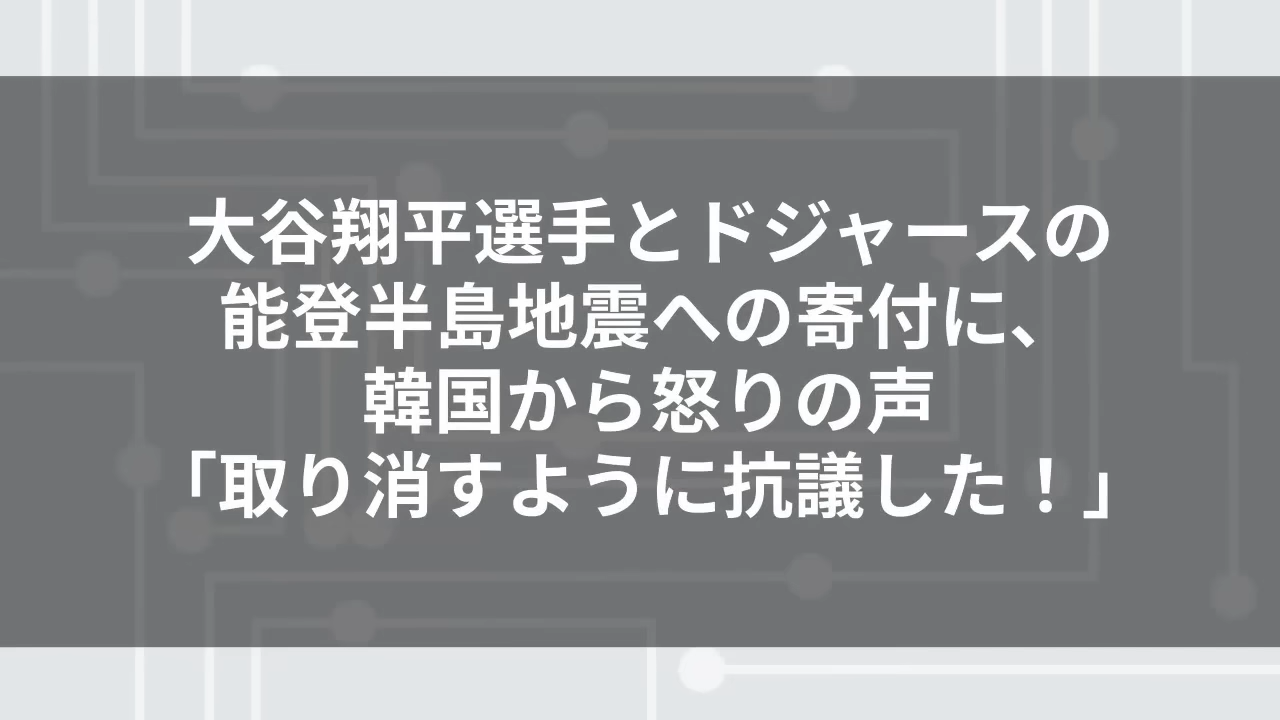 大谷翔平選手とドジャースの
能登半島地震への寄付に、
韓国から怒りの声
「取り消すように抗議した！」